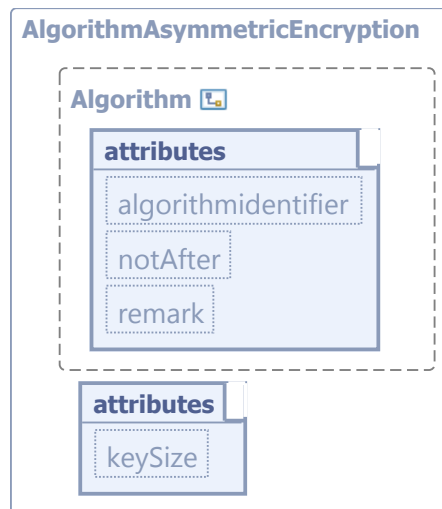 AlgorithmAsymmetricEncryption
Algorithm
attributes
algorithmidentifier
notAfter
remark
attributes
keySize